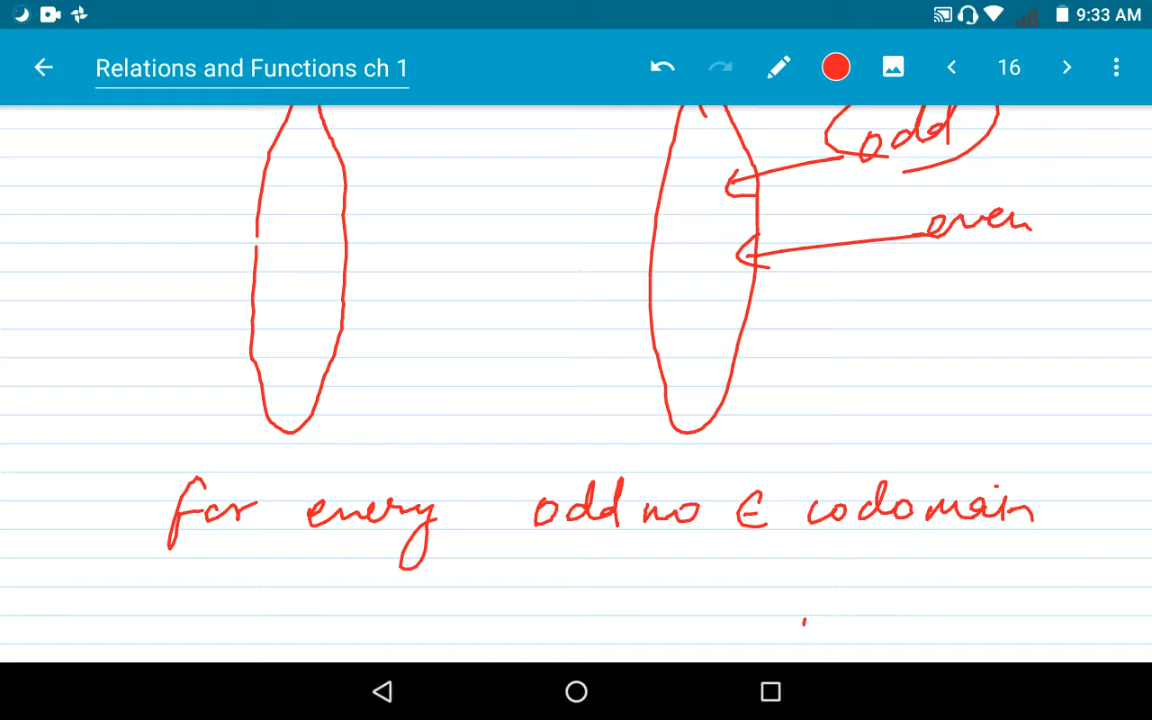 9:33 AM
Relations and Functions ch 1
16
odd
even
for every odd no ∈ codomain